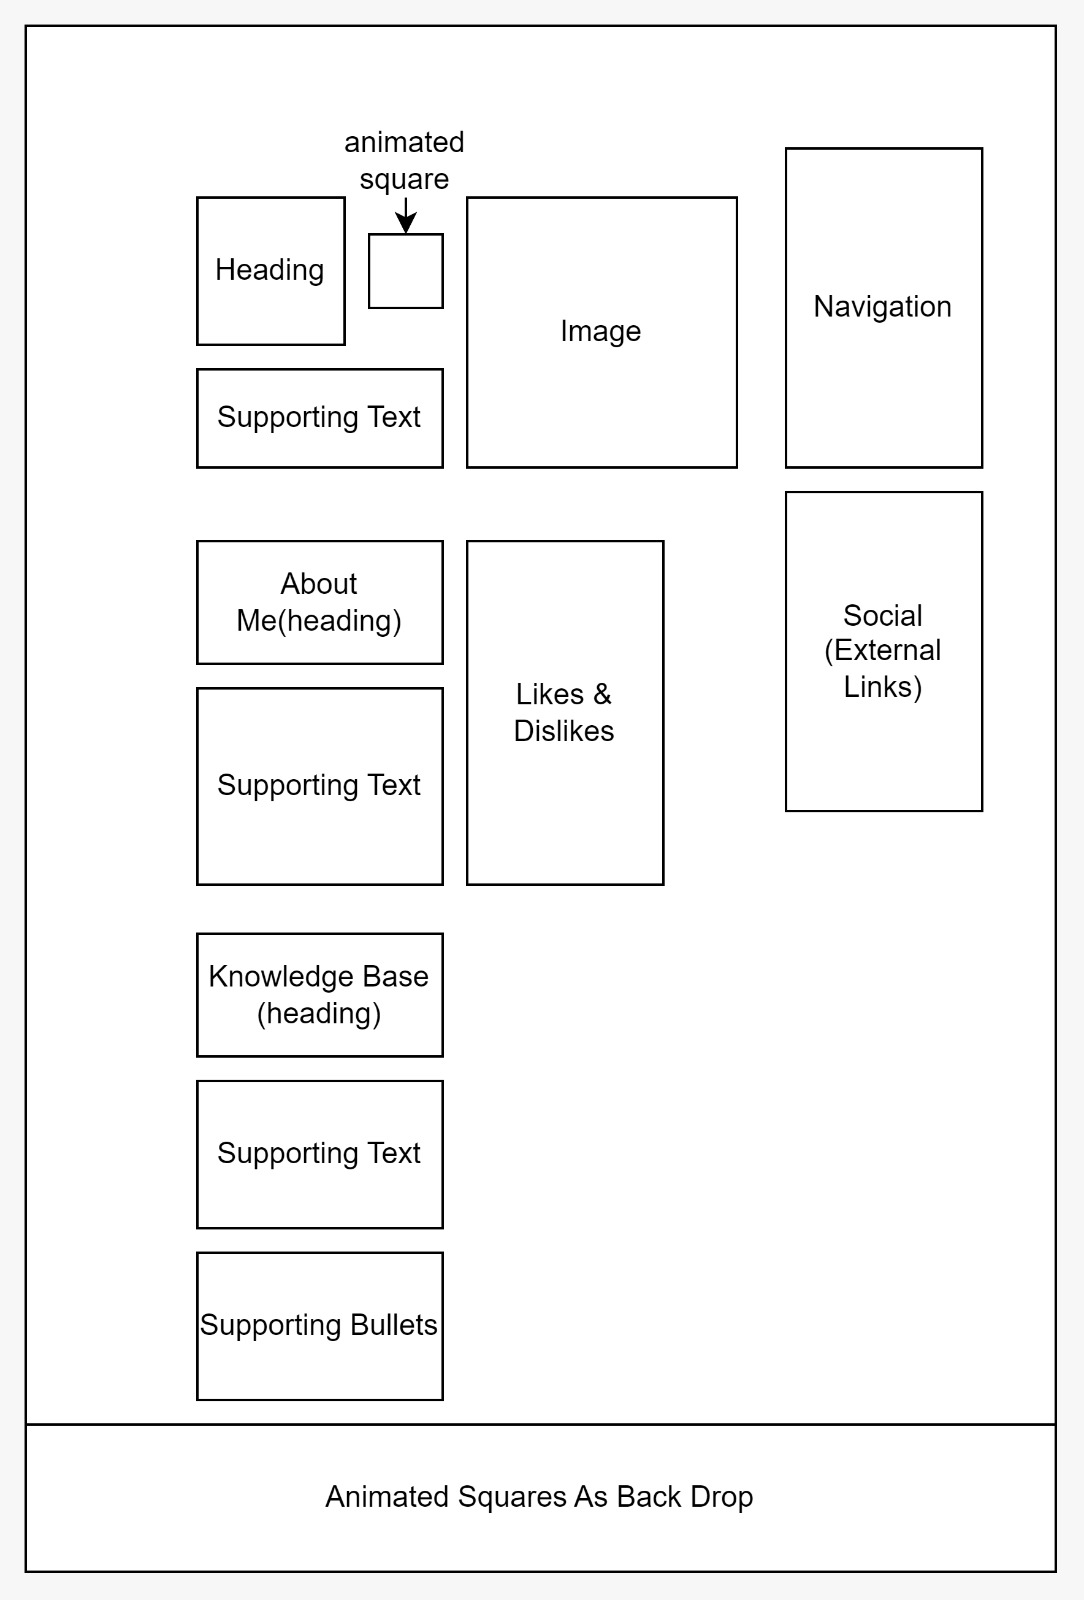 animated
square
Heading
Image
Navigation
Supporting Text
About
Me(heading)
Likes &
Dislikes
Social
(External
Links)
Supporting Text
Knowledge Base
(heading)
Supporting Text
Supporting Bullets
Animated Squares As Back Drop